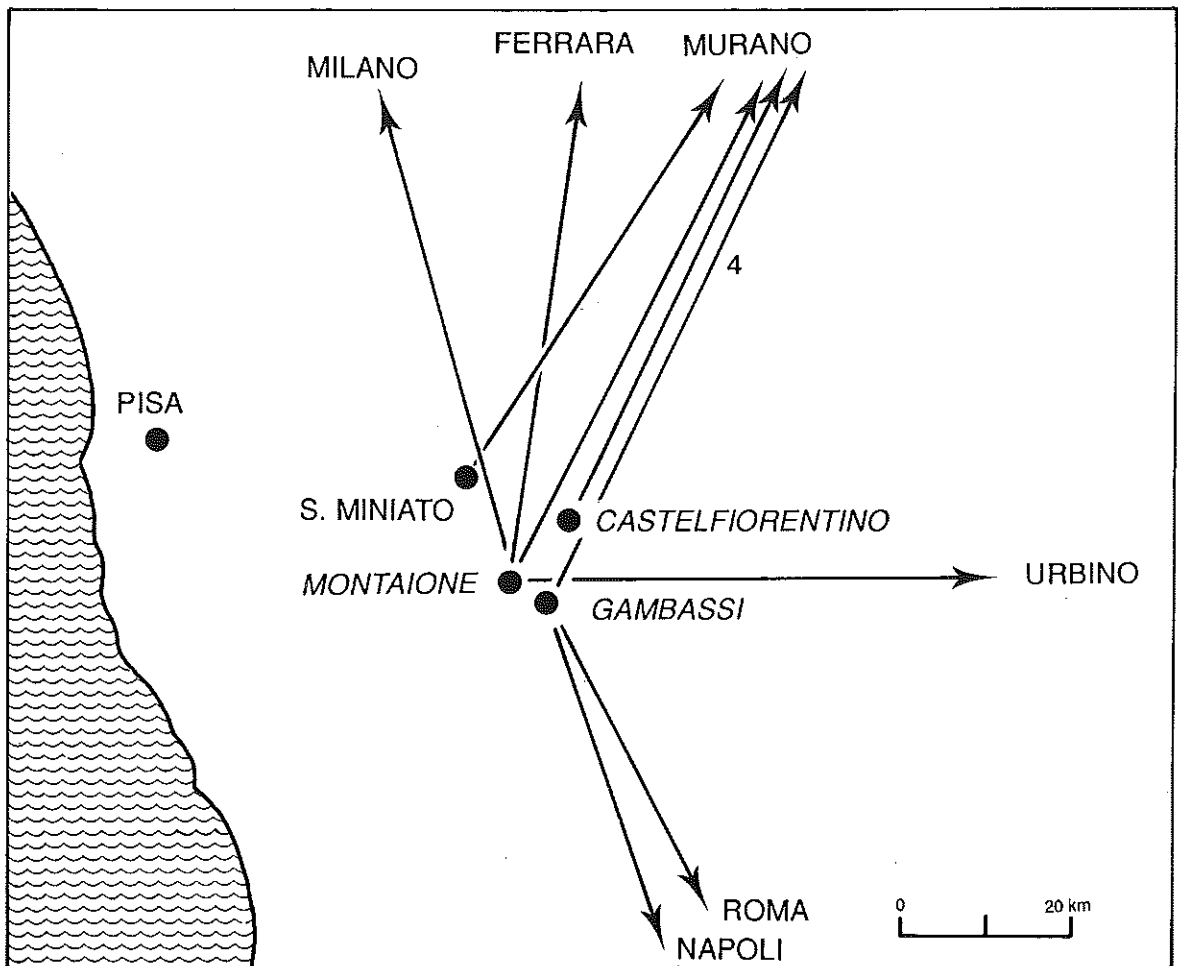 FERRARA
MURANO
MILANO
4
PISA
S. MINIATO
CASTELFIORENTINO
MONTAIONE
URBINO
GAMBASSI
0 20 km
ROMA
NAPOLI